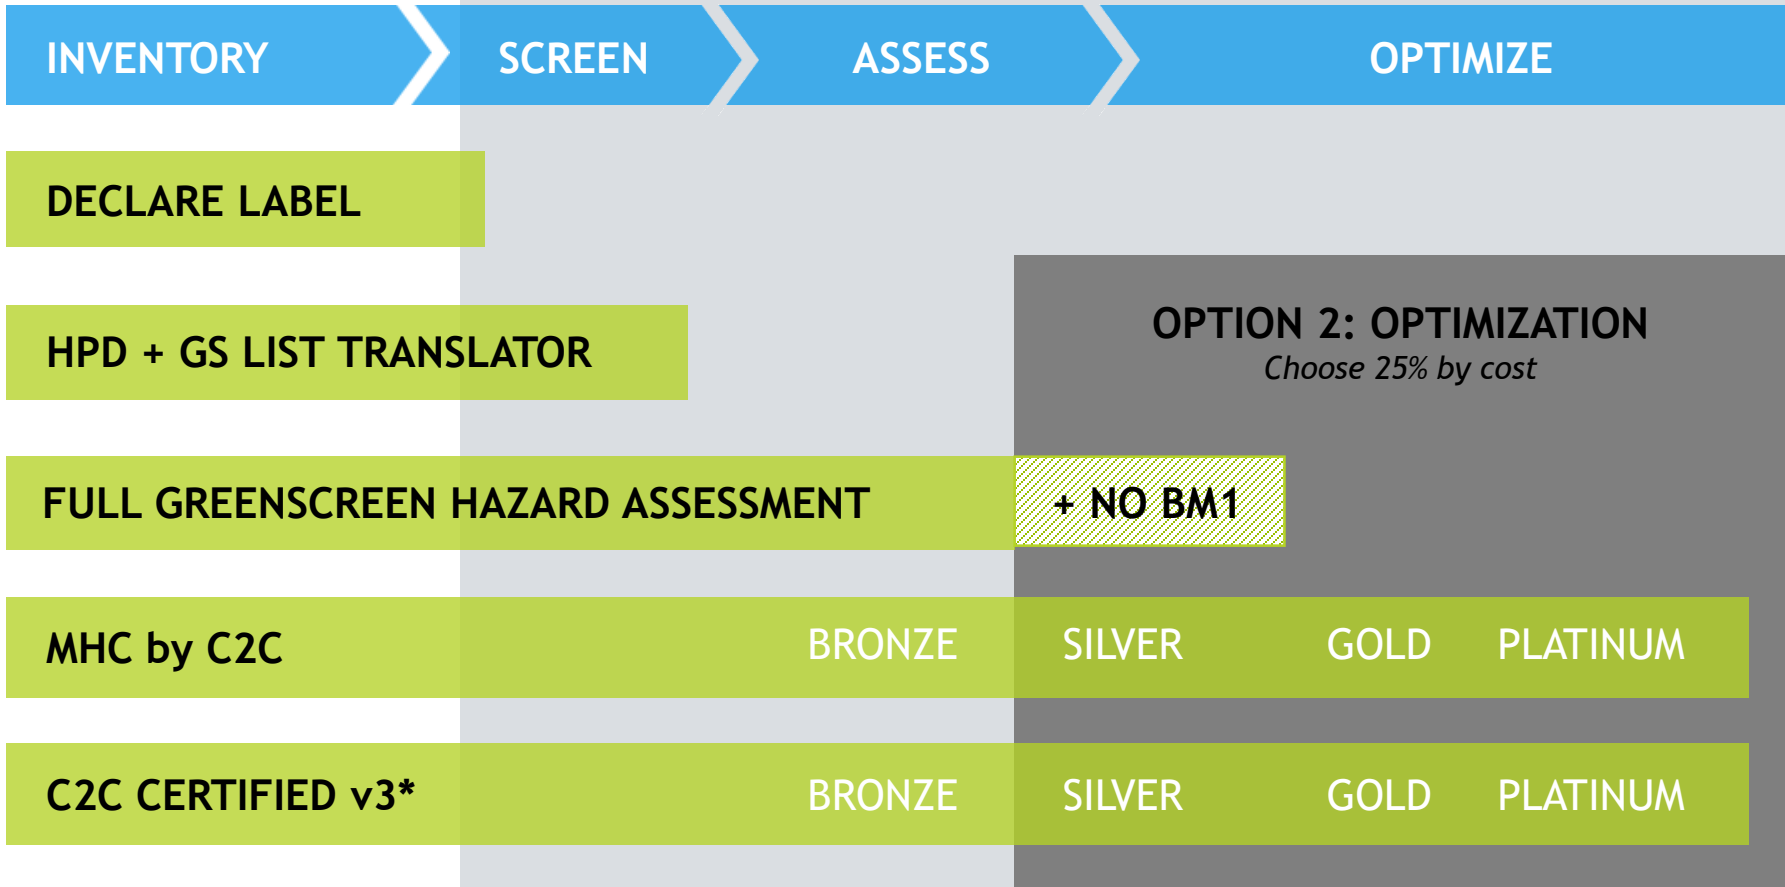 INVENTORY
SCREEN
ASSESS
OPTIMIZE
DECLARE LABEL
HPD + GS LIST TRANSLATOR
OPTION 2: OPTIMIZATION
Choose 25% by cost
FULL GREENSCREEN HAZARD ASSESSMENT
+ NO BM1
MHC by C2C
BRONZE
SILVER
GOLD
PLATINUM
C2C CERTIFIED v3*
BRONZE
SILVER
GOLD
PLATINUM